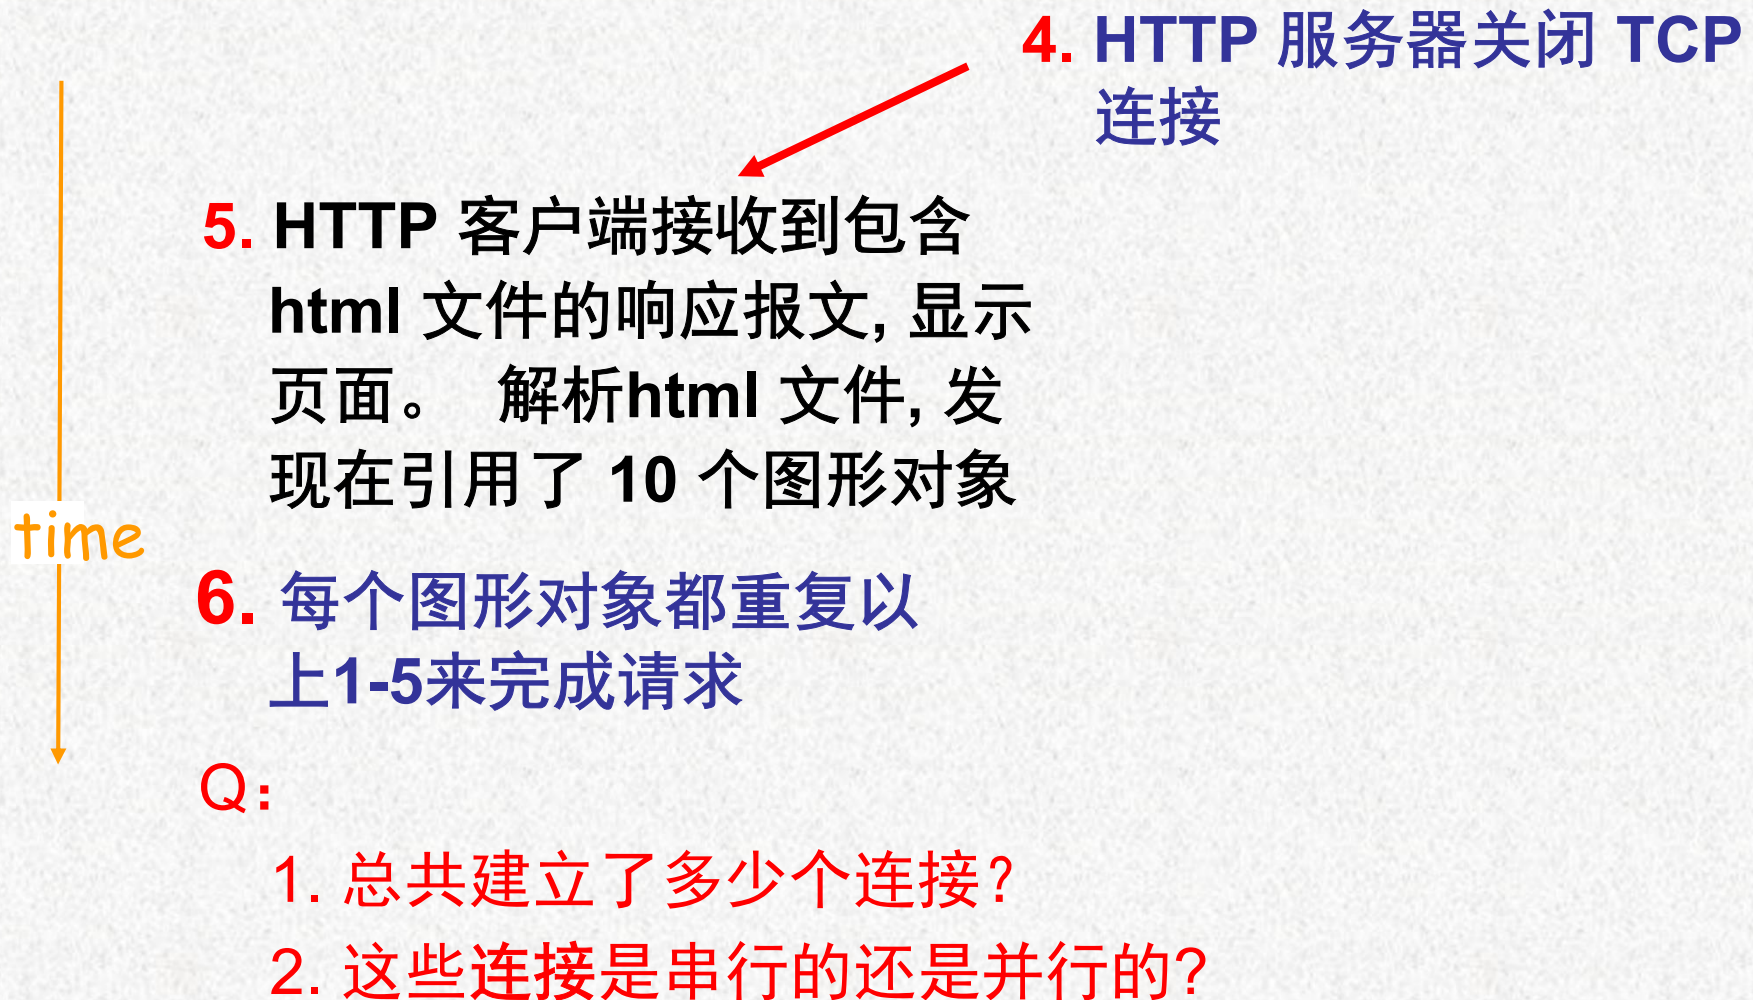 4. HTTP 服务器关闭 TCP
连接
5. HTTP 客户端接收到包含
html 文件的响应报文, 显示
页面。 解析html 文件, 发
现在引用了 10 个图形对象
time
6. 每个图形对象都重复以
上1-5来完成请求
Q：
1. 总共建立了多少个连接？
2. 这些连接是串行的还是并行的?